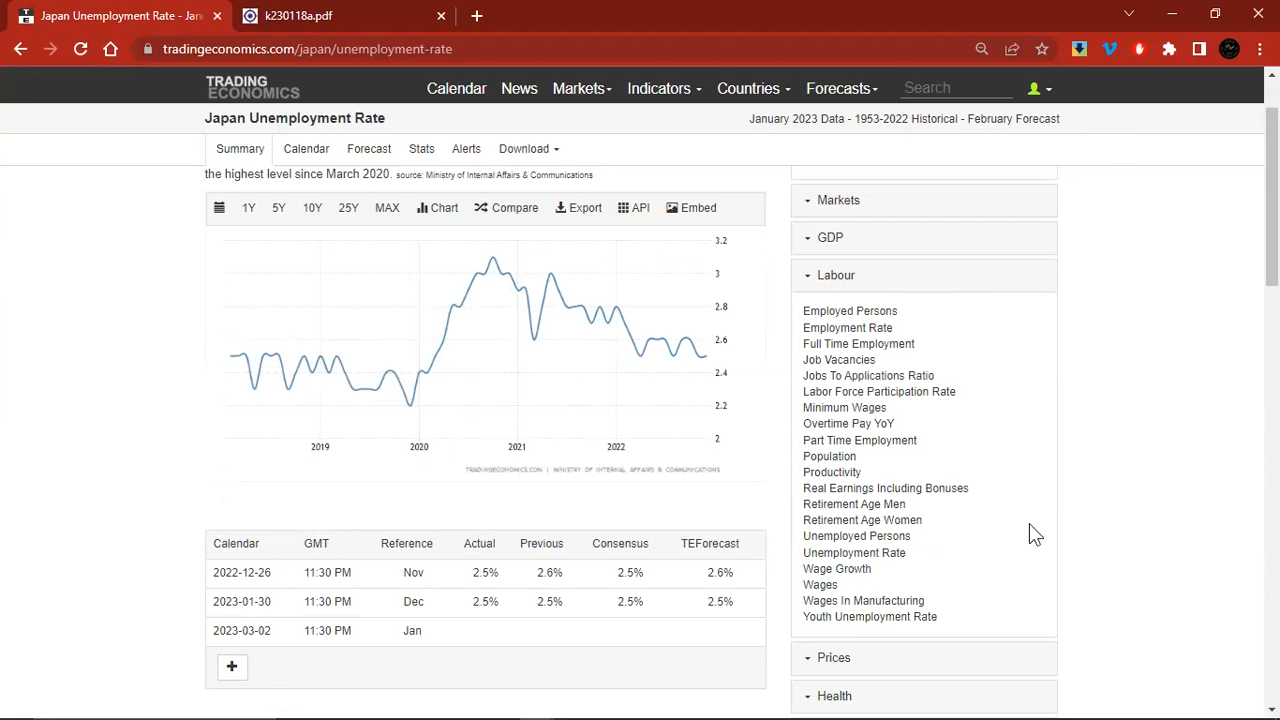 Japan Unemployment Rate - Jan
k230118a.pdf
tradingeconomics.com/japan/unemployment-rate
TRADING
ECONOMICS
Calendar News Markets Indicators Countries Forecasts Search
Japan Unemployment Rate
January 2023 Data - 1953-2022 Historical - February Forecast
Summary Calendar Forecast Stats Alerts Download
the highest level since March 2020. source: Ministry of Internal Affairs & Communications
1Y 5Y 10Y 25Y MAX Chart Compare Export API Embed
3.2
3
2.8
2.6
2.4
2.2
2
2019 2020 2021 2022
TRADINGECONOMICS.COM | MINISTRY OF INTERNAL AFFAIRS & COMMUNICATIONS
Calendar GMT Reference Actual Previous Consensus TEForecast
2022-12-26 11:30 PM Nov 2.5% 2.6% 2.5% 2.6%
2023-01-30 11:30 PM Dec 2.5% 2.5% 2.5% 2.5%
2023-03-02 11:30 PM Jan
Markets
GDP
Labour
Employed Persons
Employment Rate
Full Time Employment
Job Vacancies
Jobs To Applications Ratio
Labor Force Participation Rate
Minimum Wages
Overtime Pay YoY
Part Time Employment
Population
Productivity
Real Earnings Including Bonuses
Retirement Age Men
Retirement Age Women
Unemployed Persons
Unemployment Rate
Wage Growth
Wages
Wages In Manufacturing
Youth Unemployment Rate
Prices
Health